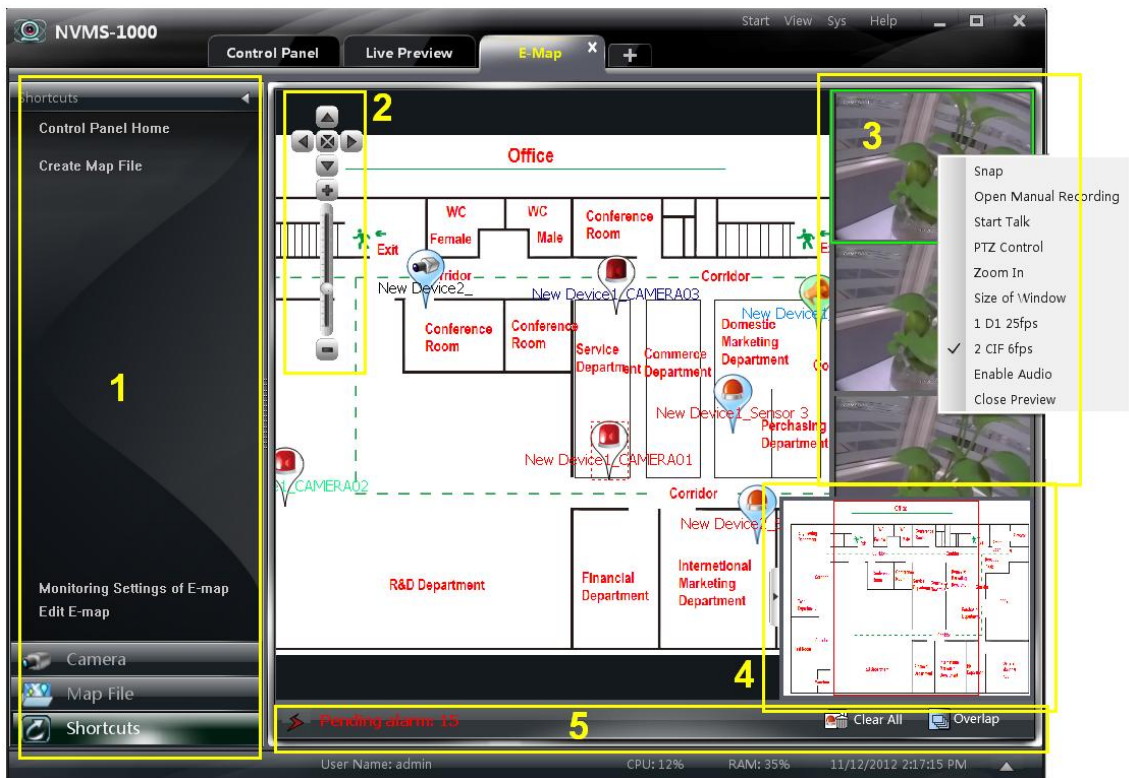 NVMS-1000
Start View Sys Help
Control Panel
Live Preview
E-Map
Shortcuts
Control Panel Home
Create Map File
Monitoring Settings of E-map
Edit E-map
Camera
Map File
Shortcuts
1
2
Office
WC
Female
WC
Male
Conference
Room
Exit
Corridor
New Device2_
New Device1_CAMERA03
New Device1
Conference
Room
Conference
Room
Service
Department
Commerce
Department
Domestic
Marketing
Department
New Device1_Sensor 3
Perchasing
Department
New Device1_CAMERA01
1_CAMERA02
Corridor
New Device2_
R&D Department
Financial
Department
Internetional
Marketing
Department
3
Snap
Open Manual Recording
Start Talk
PTZ Control
Zoom In
Size of Window
1 D1 25fps
2 CIF 6fps
Enable Audio
Close Preview
4
Pending alarm: 15
5
Clear All
Overlap
User Name: admin
CPU: 12%
RAM: 35%
11/12/2012 2:17:15 PM